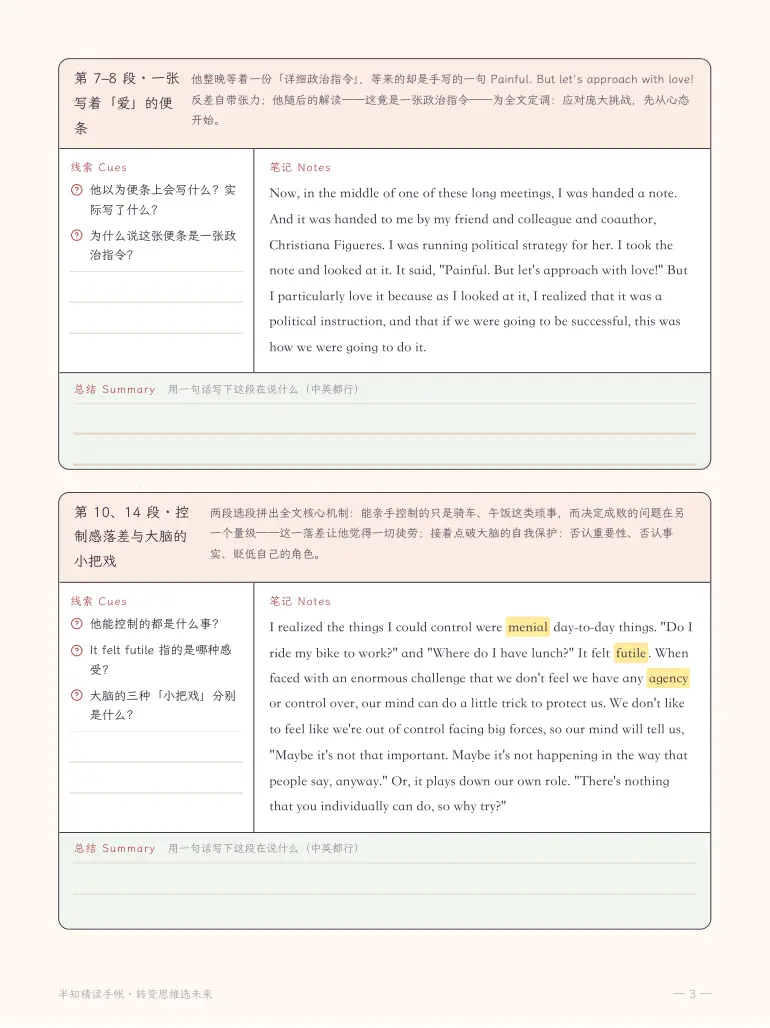 第 7–8 段・一张
写着「爱」的便
条
他整晚等着一份「详细政治指令」，等来的却是手写的一句 Painful. But let's approach with love!
反差自带张力；他随后的解读——这竟是一张政治指令——为全文定调：应对庞大挑战，先从心态
开始。
线索 Cues
他以为便条上会写什么？实
际写了什么？
为什么说这张便条是一张政
治指令？
笔记 Notes
Now, in the middle of one of these long meetings, I was handed a note.
And it was handed to me by my friend and colleague and coauthor,
Christiana Figueres. I was running political strategy for her. I took the
note and looked at it. It said, "Painful. But let's approach with love!" But
I particularly love it because as I looked at it, I realized that it was a
political instruction, and that if we were going to be successful, this was
how we were going to do it.
总结 Summary 用一句话写下这段在说什么（中英都行）
第 10、14 段・控
制感落差与大脑的
小把戏
两段选段拼出全文核心机制：能亲手控制的只是骑车、午饭这类琐事，而决定成败的问题在另
一个量级——这一落差让他觉得一切徒劳；接着点破大脑的自我保护：否认重要性、否认事
实、贬低自己的角色。
线索 Cues
他能控制的都是什么事？
It felt futile 指的是哪种感
受？
大脑的三种「小把戏」分别
是什么？
笔记 Notes
I realized the things I could control were menial day-to-day things. "Do I
ride my bike to work?" and "Where do I have lunch?" It felt futile. When
faced with an enormous challenge that we don't feel we have any agency
or control over, our mind can do a little trick to protect us. We don't like
to feel like we're out of control facing big forces, so our mind will tell us,
"Maybe it's not that important. Maybe it's not happening in the way that
people say, anyway." Or, it plays down our own role. "There's nothing
that you individually can do, so why try?"
总结 Summary 用一句话写下这段在说什么（中英都行）
半知精读手帐・转变思维选未来
— 3 —